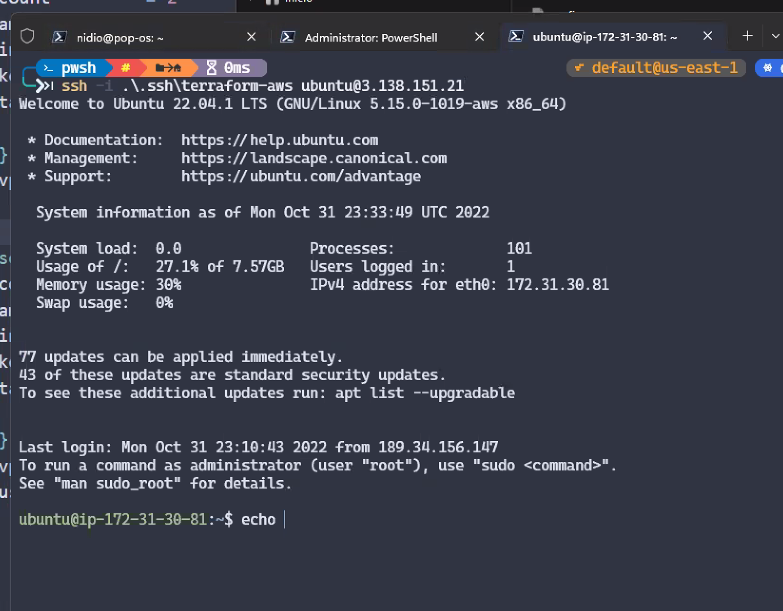 count = 2
nidio@pop-os: ~
Administrator: PowerShell
ubuntu@ip-172-31-30-81: ~
pwsh # 0ms default@us-east-1
ssh -i .\.ssh\terraform-aws ubuntu@3.138.151.21
Welcome to Ubuntu 22.04.1 LTS (GNU/Linux 5.15.0-1019-aws x86_64)
* Documentation: https://help.ubuntu.com
* Management: https://landscape.canonical.com
* Support: https://ubuntu.com/advantage
System information as of Mon Oct 31 23:33:49 UTC 2022
System load: 0.0 Processes: 101
Usage of /: 27.1% of 7.57GB Users logged in: 1
Memory usage: 30% IPv4 address for eth0: 172.31.30.81
Swap usage: 0%
77 updates can be applied immediately.
43 of these updates are standard security updates.
To see these additional updates run: apt list --upgradable
Last login: Mon Oct 31 23:10:43 2022 from 189.34.156.147
To run a command as administrator (user "root"), use "sudo <command>".
See "man sudo_root" for details.
ubuntu@ip-172-31-30-81:~$ echo